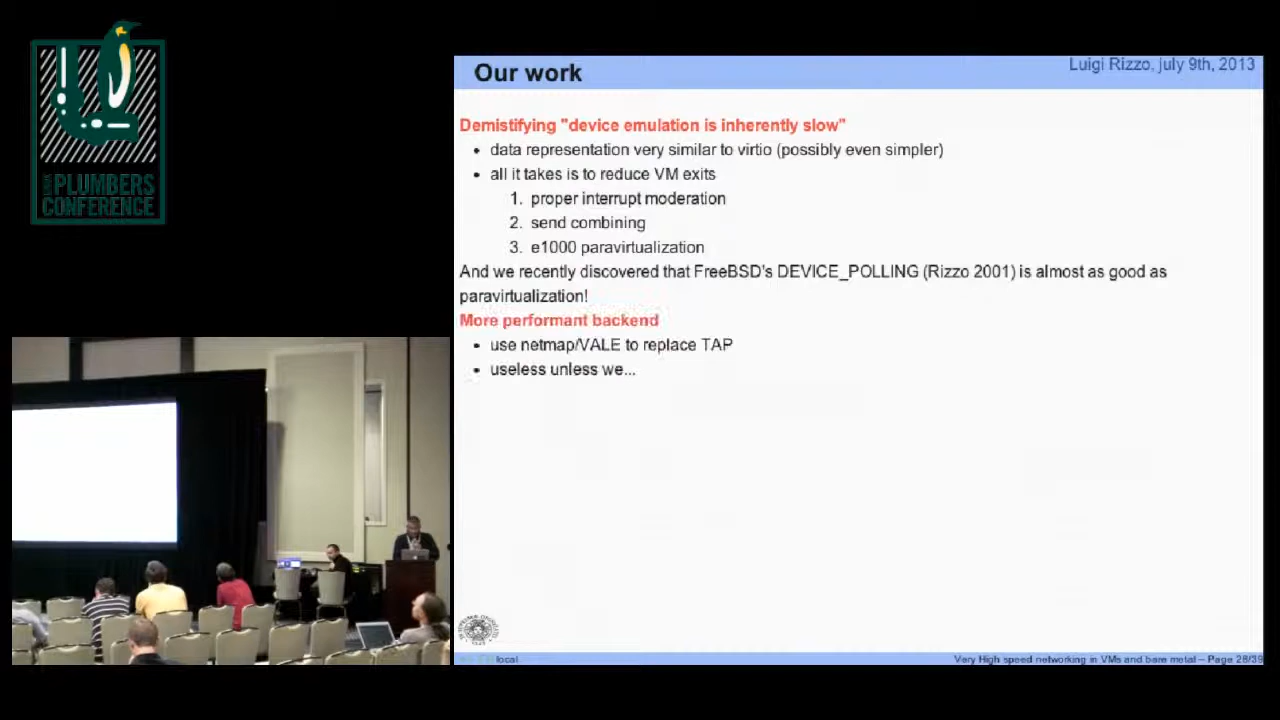 PLUMBERS
CONFERENCE
Our work
Luigi Rizzo, july 9th, 2013
Demistifying "device emulation is inherently slow"
• data representation very similar to virtio (possibly even simpler)
• all it takes is to reduce VM exits
1. proper interrupt moderation
2. send combining
3. e1000 paravirtualization
And we recently discovered that FreeBSD's DEVICE_POLLING (Rizzo 2001) is almost as good as
paravirtualization!
More performant backend
• use netmap/VALE to replace TAP
• useless unless we...
local
Very High speed networking in VMs and bare metal – Page 28/39